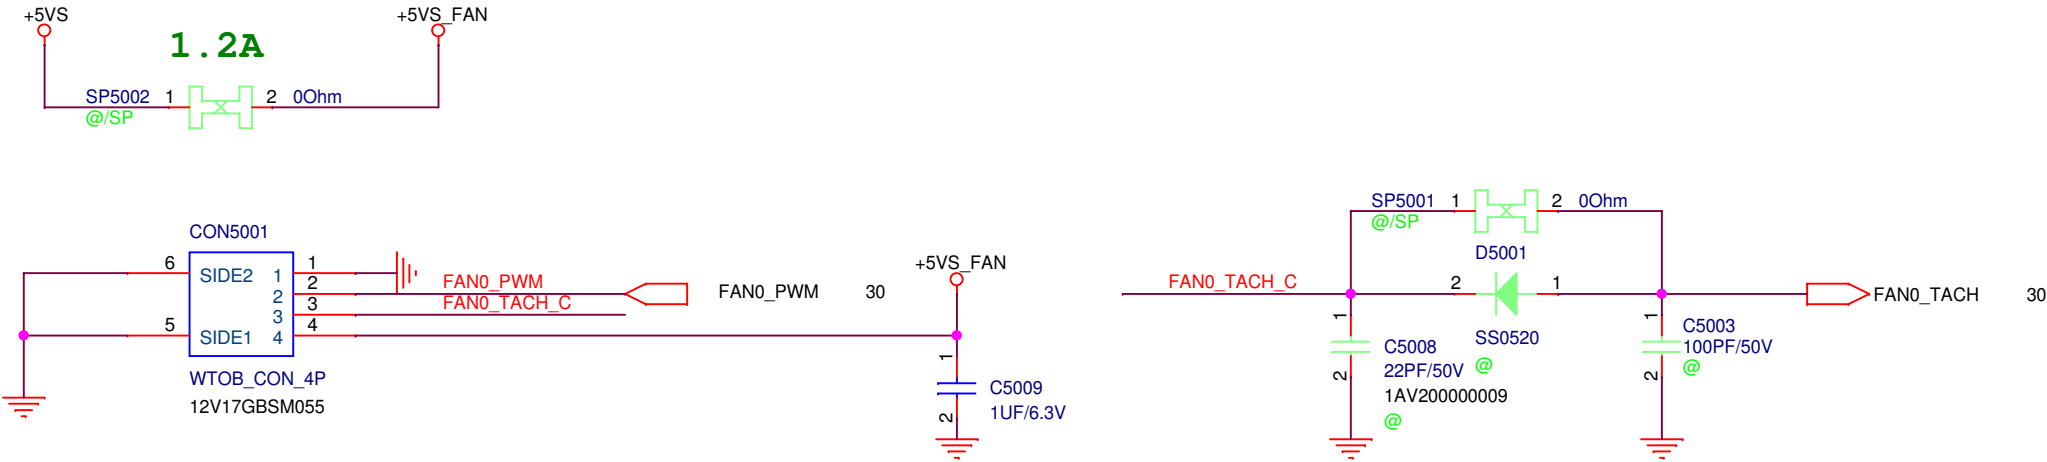 +5VS
+5VS_FAN
1.2A
SP5002 1 2 0Ohm
@/SP
CON5001
6 SIDE2 1 1
2 2
3 3
5 SIDE1 4 4
WTOB_CON_4P
12V17GBSM055
FAN0_PWM
FAN0_TACH_C
FAN0_PWM 30
+5VS_FAN
1
2
C5009
1UF/6.3V
SP5001 1 2 0Ohm
@/SP
D5001
FAN0_TACH_C 2 1 FAN0_TACH 30
SS0520
@
1
2
C5008
22PF/50V
1AV200000009
@
1
2
C5003
100PF/50V
@